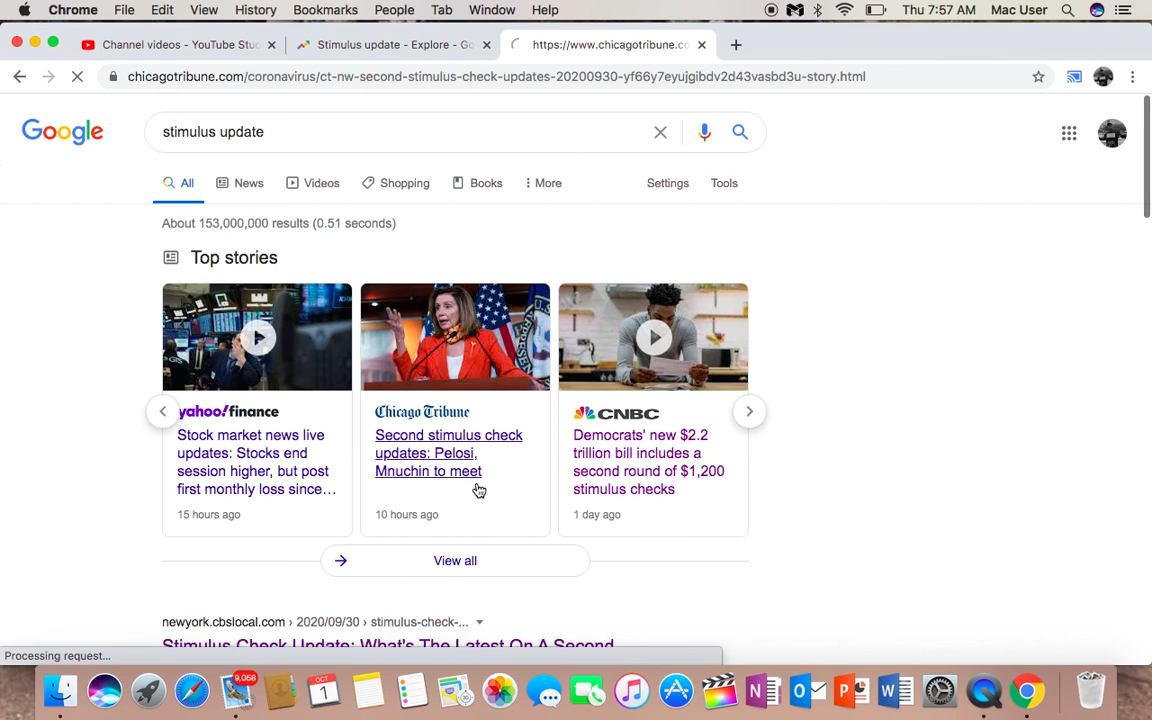 Chrome File Edit View History Bookmarks People Tab Window Help Thu 7:57 AM Mac User
Channel videos - YouTube Stu Stimulus update - Explore - Go https://www.chicagotribune.co
chicagotribune.com/coronavirus/ct-nw-second-stimulus-check-updates-20200930-yf66y7eyujgibdv2d43vasbd3u-story.html
Google stimulus update
All News Videos Shopping Books More Settings Tools
About 153,000,000 results (0.51 seconds)
Top stories
yahoo!finance
Stock market news live
updates: Stocks end
session higher, but post
first monthly loss since...
15 hours ago
Chicago Tribune
Second stimulus check
updates: Pelosi,
Mnuchin to meet
10 hours ago
CNBC
Democrats' new $2.2
trillion bill includes a
second round of $1,200
stimulus checks
1 day ago
View all
newyork.cbslocal.com › 2020/09/30 › stimulus-check-...
Stimulus Check Update: What's The Latest On A Second
Processing request...
9,058
OCT
1